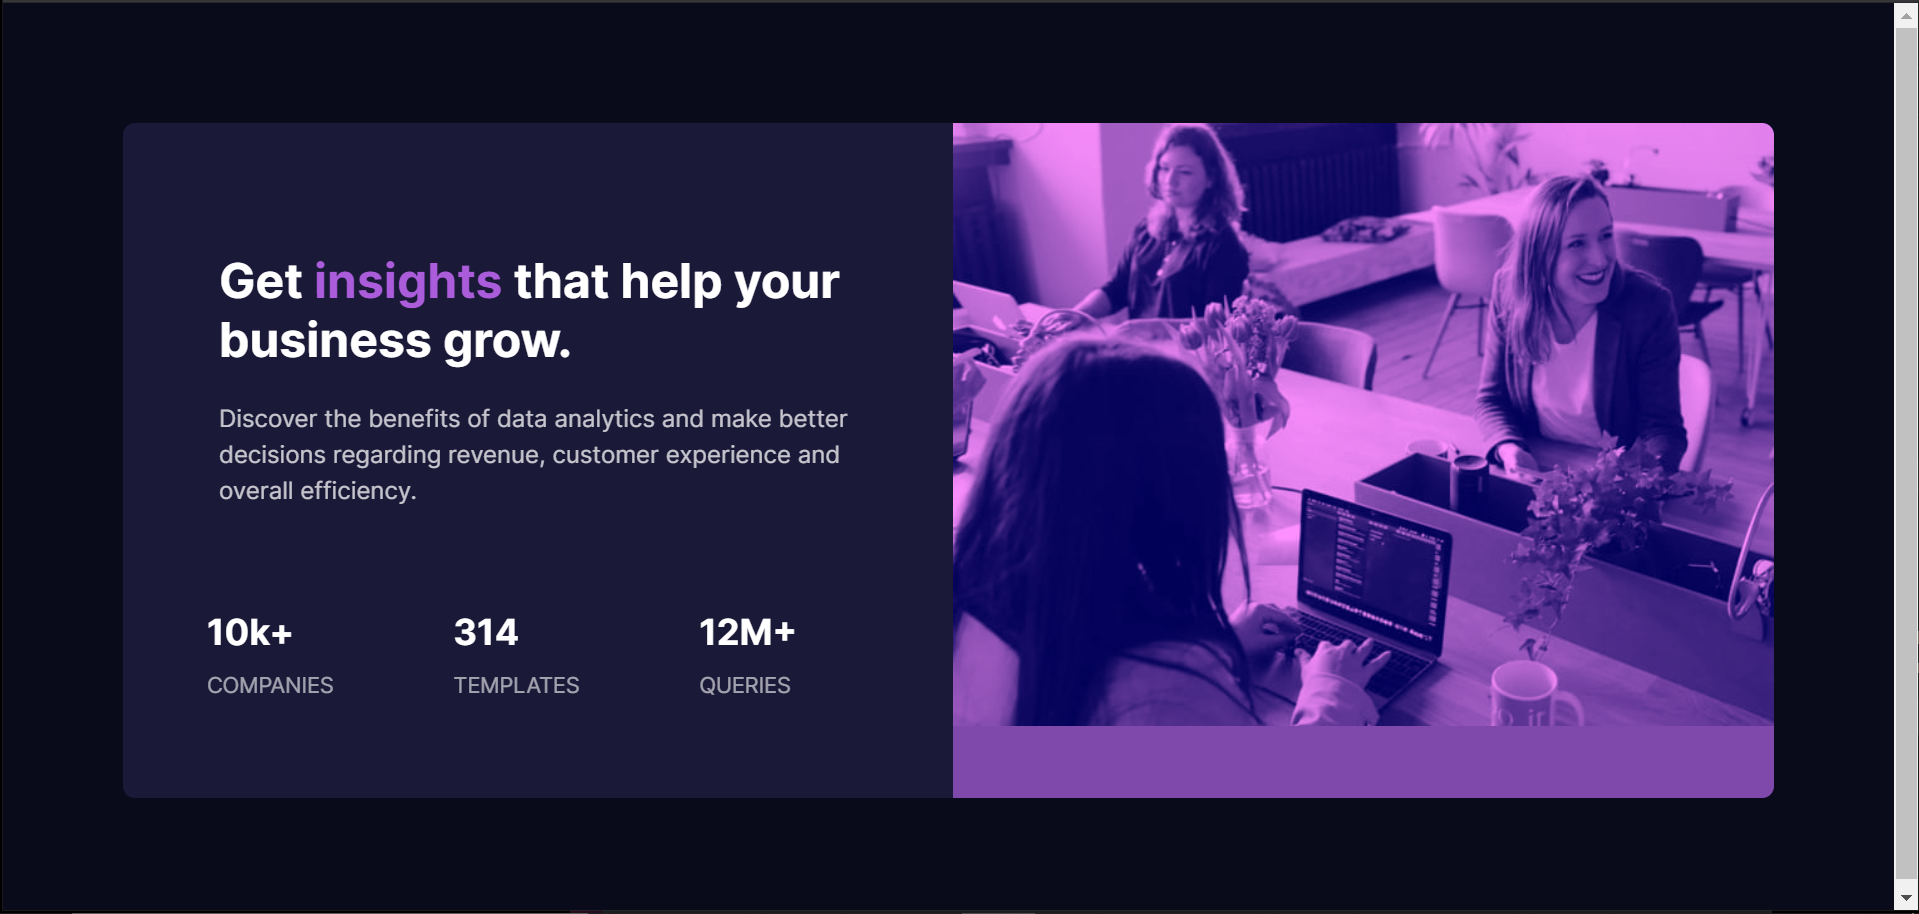 Get insights that help your
business grow.
Discover the benefits of data analytics and make better
decisions regarding revenue, customer experience and
overall efficiency.
10k+ 314 12M+
COMPANIES TEMPLATES QUERIES